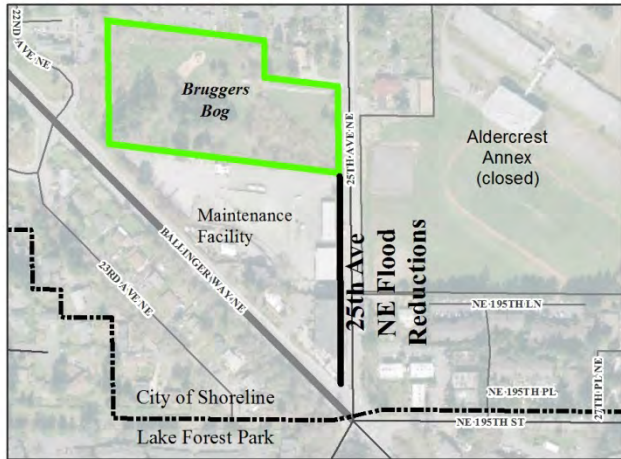 22ND AVE NE
Bruggers
Bog
25TH AVE NE
Aldercrest
Annex
(closed)
Maintenance
Facility
BALLINGER WAY NE
23RD AVE NE
25th Ave
NE Flood
Reductions
NE 195TH LN
City of Shoreline
NE 195TH PL
27TH PL NE
Lake Forest Park
NE 195TH ST